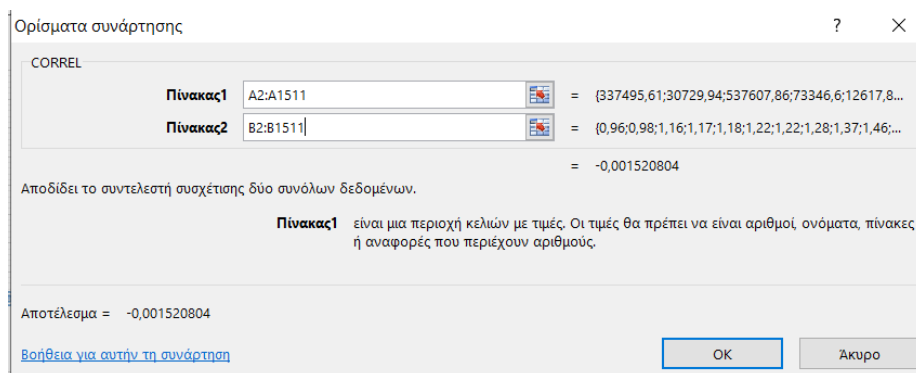 Ορίσματα συνάρτησης ? ×
CORREL
Πίνακας1 A2:A1511 = {337495,61;30729,94;537607,86;73346,6;12617,8...
Πίνακας2 B2:B1511 = {0,96;0,98;1,16;1,17;1,18;1,22;1,22;1,28;1,37;1,46;...
= -0,001520804
Αποδίδει το συντελεστή συσχέτισης δύο συνόλων δεδομένων.
Πίνακας1 είναι μια περιοχή κελιών με τιμές. Οι τιμές θα πρέπει να είναι αριθμοί, ονόματα, πίνακες
ή αναφορές που περιέχουν αριθμούς.
Αποτέλεσμα = -0,001520804
Βοήθεια για αυτήν τη συνάρτηση OK Άκυρο